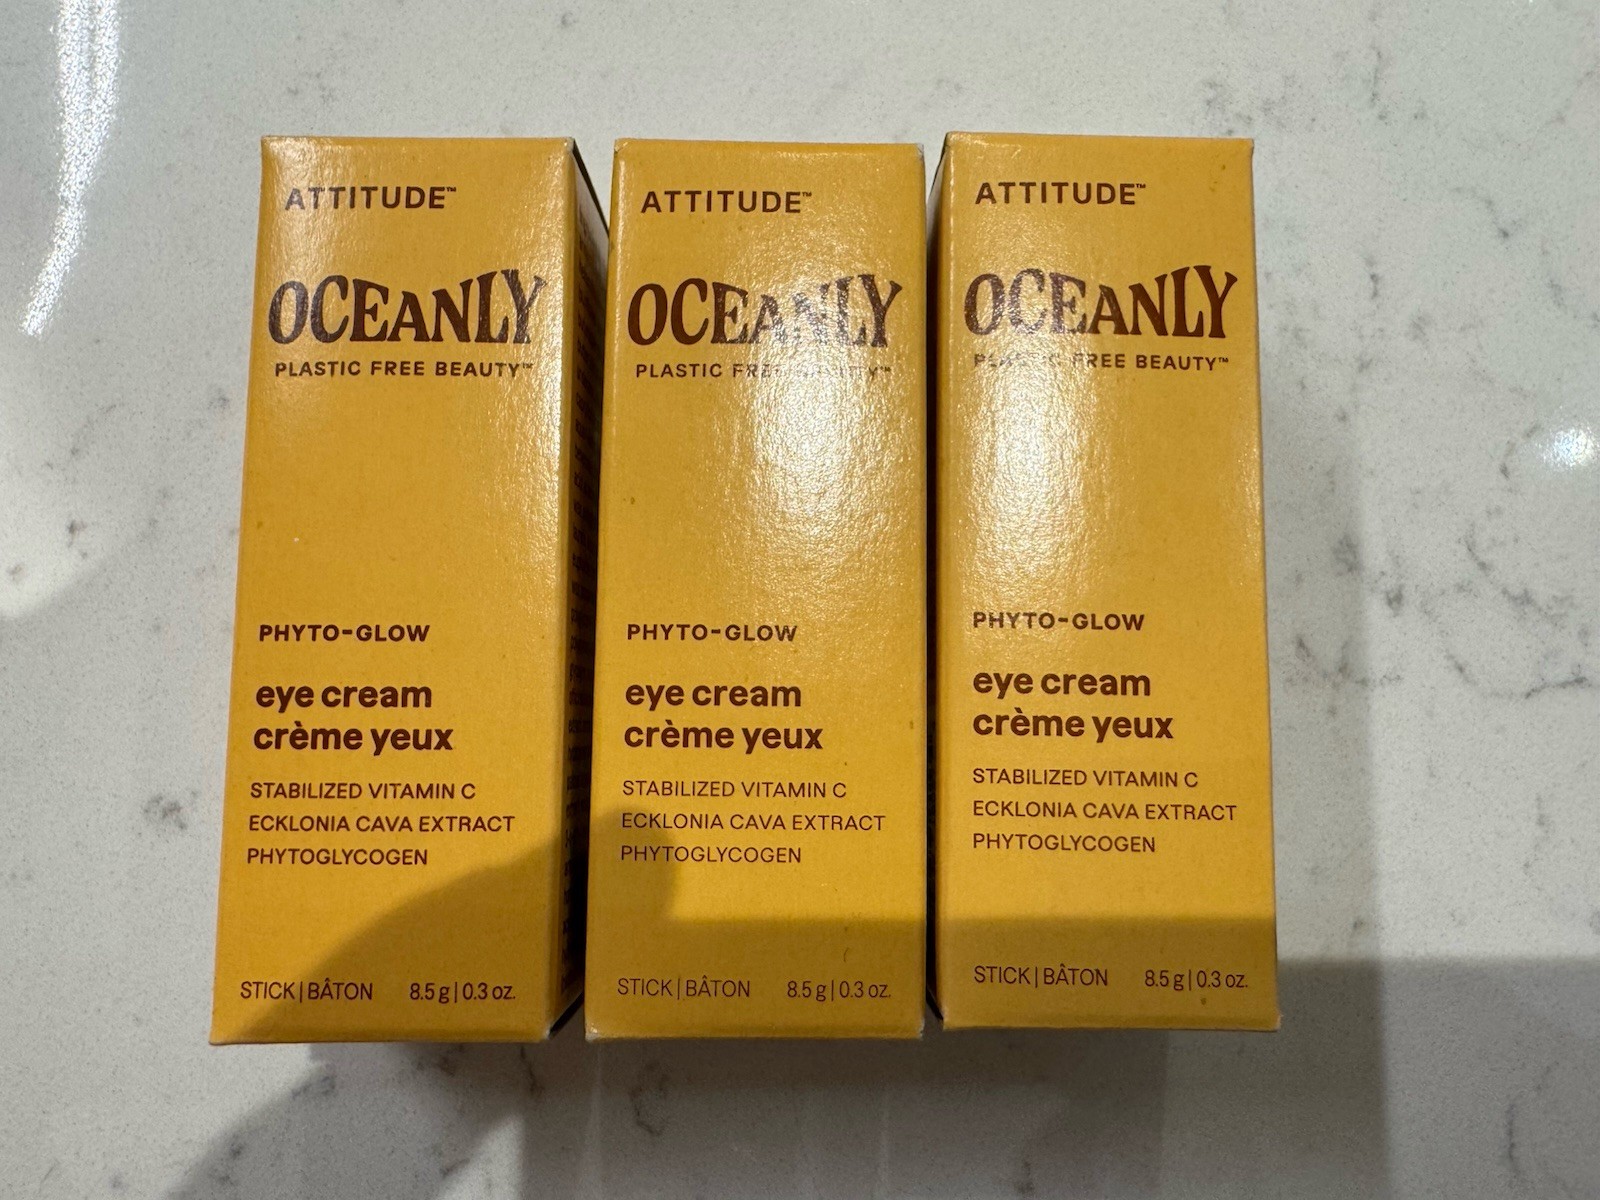 ATTITUDE™
OCEANLY
PLASTIC FREE BEAUTY™
PHYTO-GLOW
eye cream
crème yeux
STABILIZED VITAMIN C
ECKLONIA CAVA EXTRACT
PHYTOGLYCOGEN
STICK | BÂTON 8.5 g | 0.3 oz.
ATTITUDE™
OCEANLY
PLASTIC FREE BEAUTY™
PHYTO-GLOW
eye cream
crème yeux
STABILIZED VITAMIN C
ECKLONIA CAVA EXTRACT
PHYTOGLYCOGEN
STICK | BÂTON 8.5 g | 0.3 oz.
ATTITUDE™
OCEANLY
PLASTIC FREE BEAUTY™
PHYTO-GLOW
eye cream
crème yeux
STABILIZED VITAMIN C
ECKLONIA CAVA EXTRACT
PHYTOGLYCOGEN
STICK | BÂTON 8.5 g | 0.3 oz.